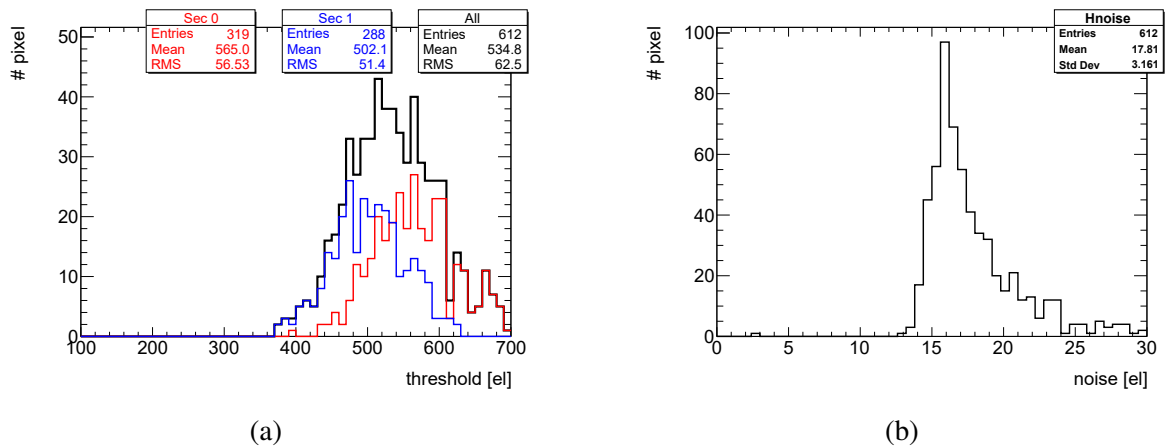 Sec 0
Entries 319
Mean 565.0
RMS 56.53
Sec 1
Entries 288
Mean 502.1
RMS 51.4
All
Entries 612
Mean 534.8
RMS 62.5
# pixel
50
40
30
20
10
0
100 200 300 400 500 600 700
threshold [el]
(a)
Hnoise
Entries 612
Mean 17.81
Std Dev 3.161
# pixel
100
80
60
40
20
0
0 5 10 15 20 25 30
noise [el]
(b)